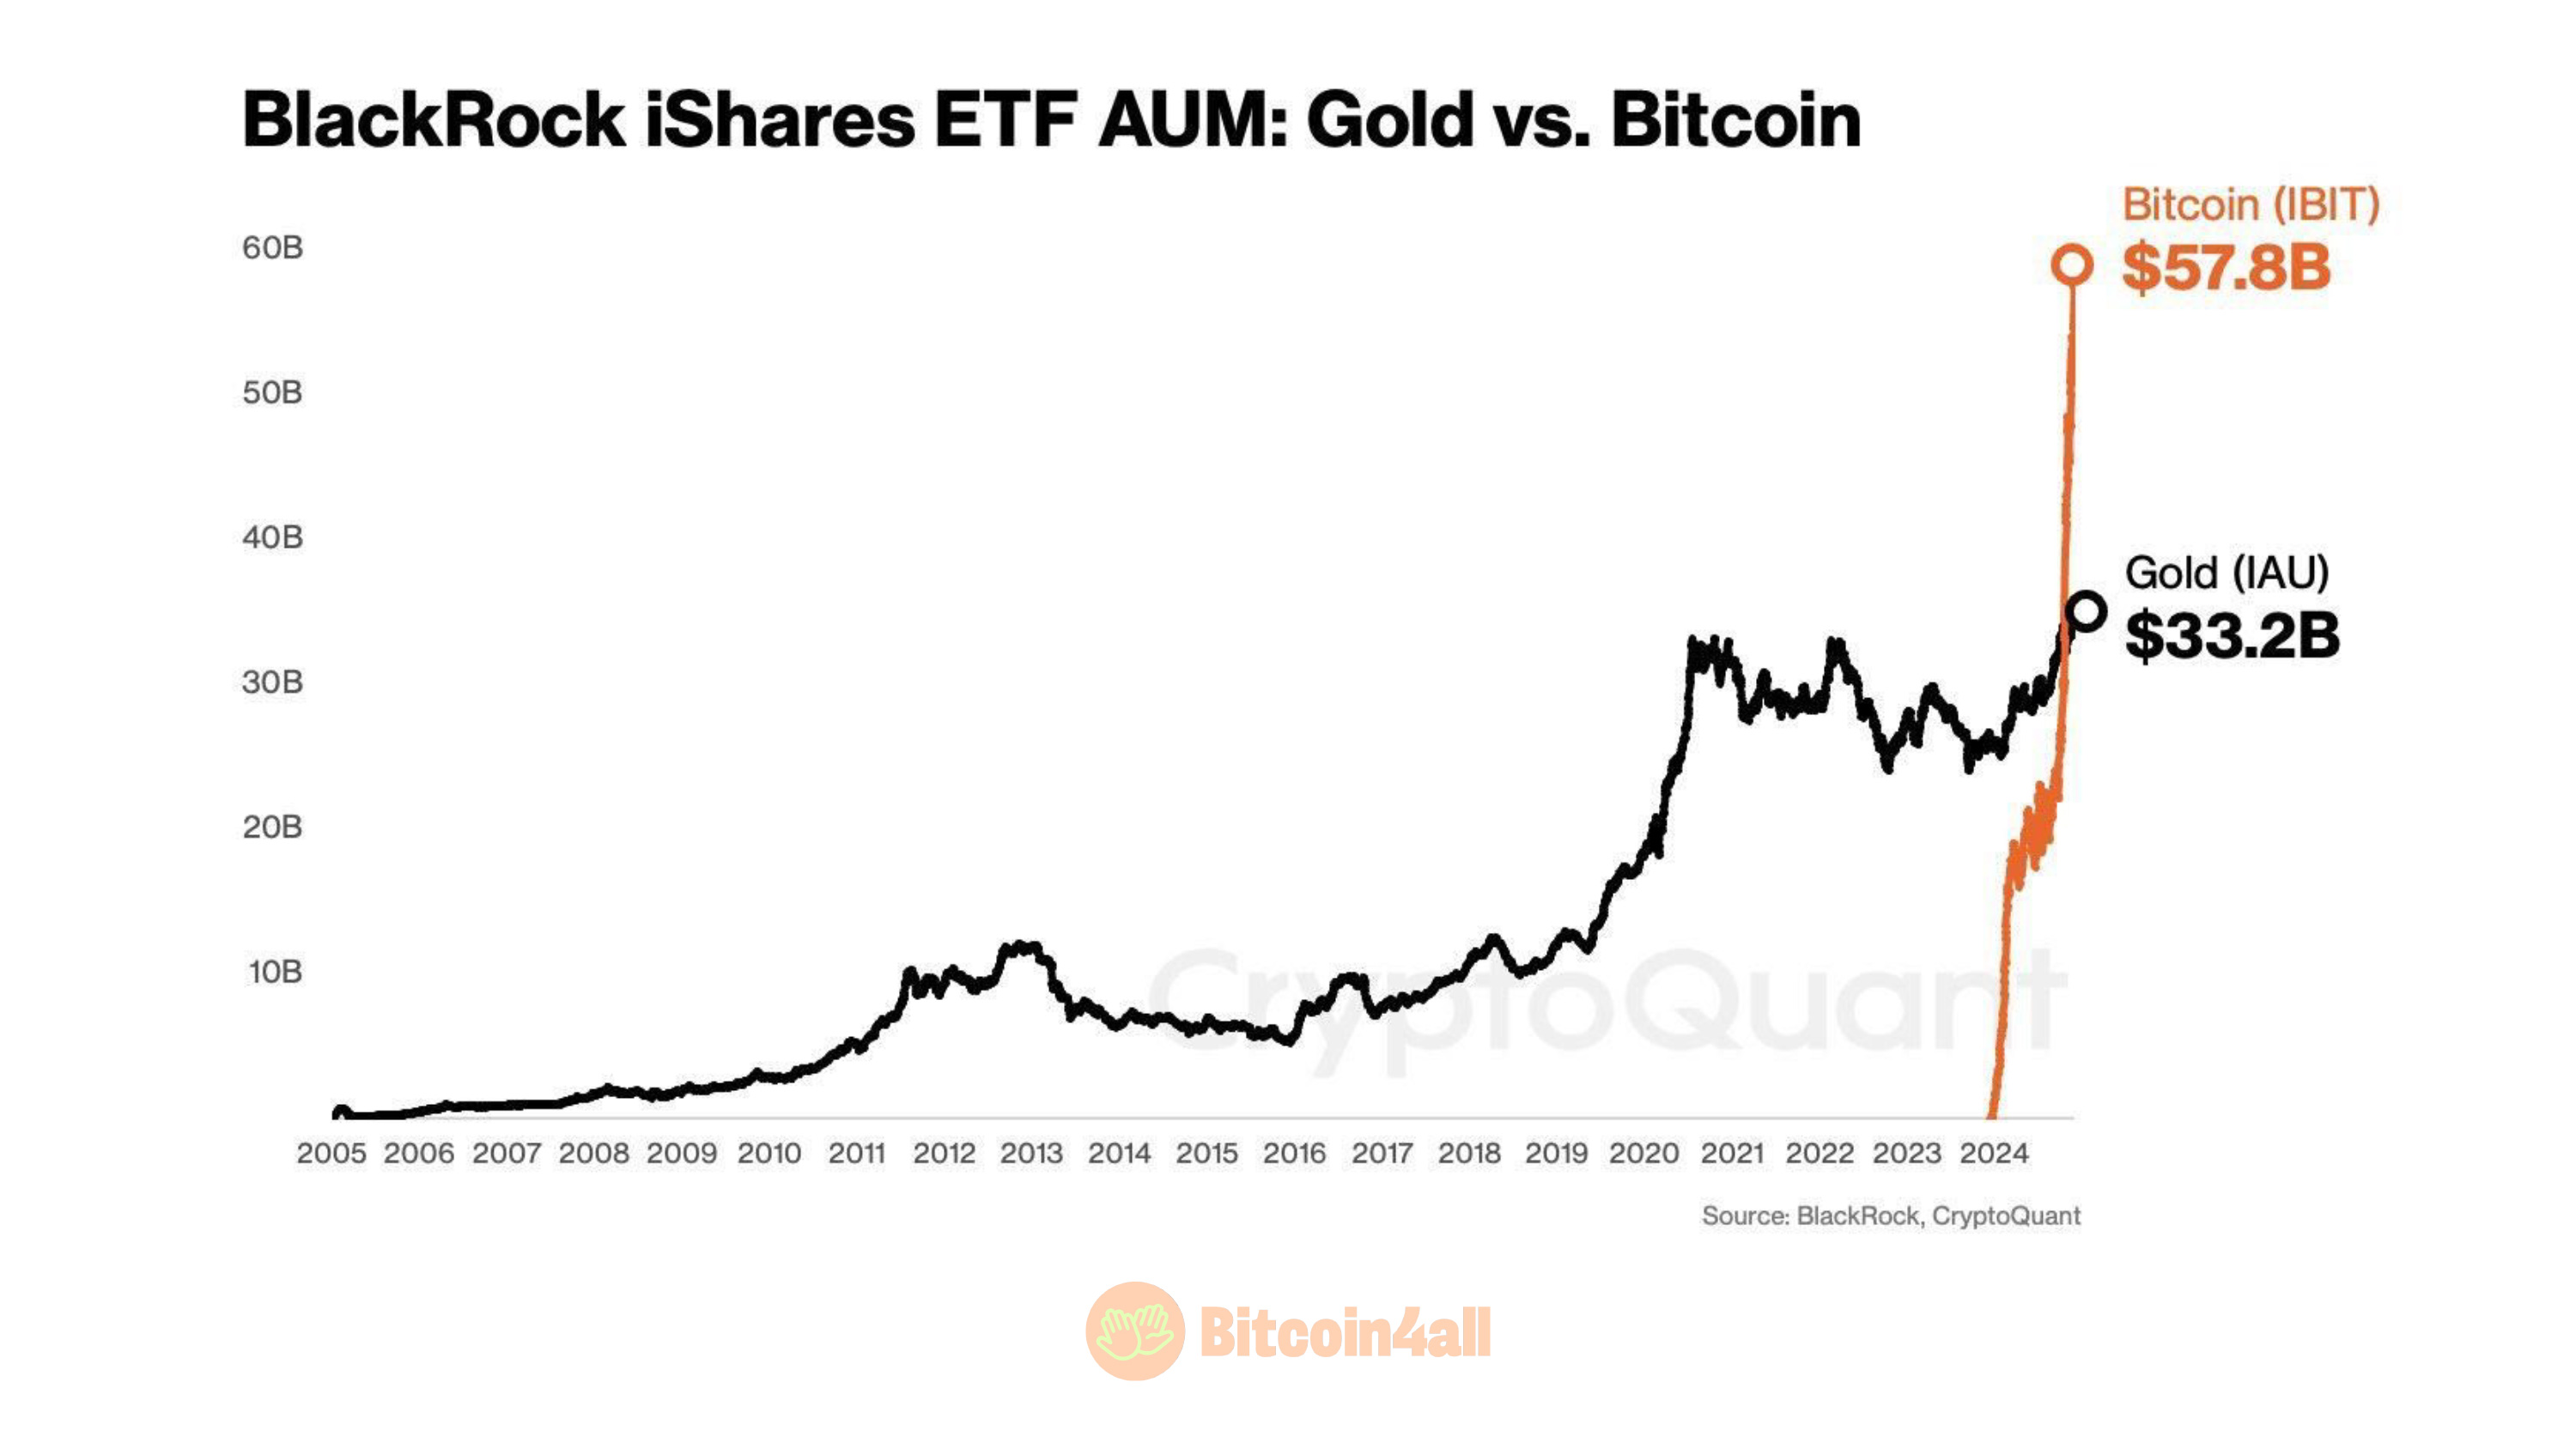 BlackRock iShares ETF AUM: Gold vs. Bitcoin
Bitcoin (IBIT)
$57.8B
60B
50B
40B
Gold (IAU)
$33.2B
30B
20B
10B
CryptoQuant
2005 2006 2007 2008 2009 2010 2011 2012 2013 2014 2015 2016 2017 2018 2019 2020 2021 2022 2023 2024
Source: BlackRock, CryptoQuant
Bitcoin4all